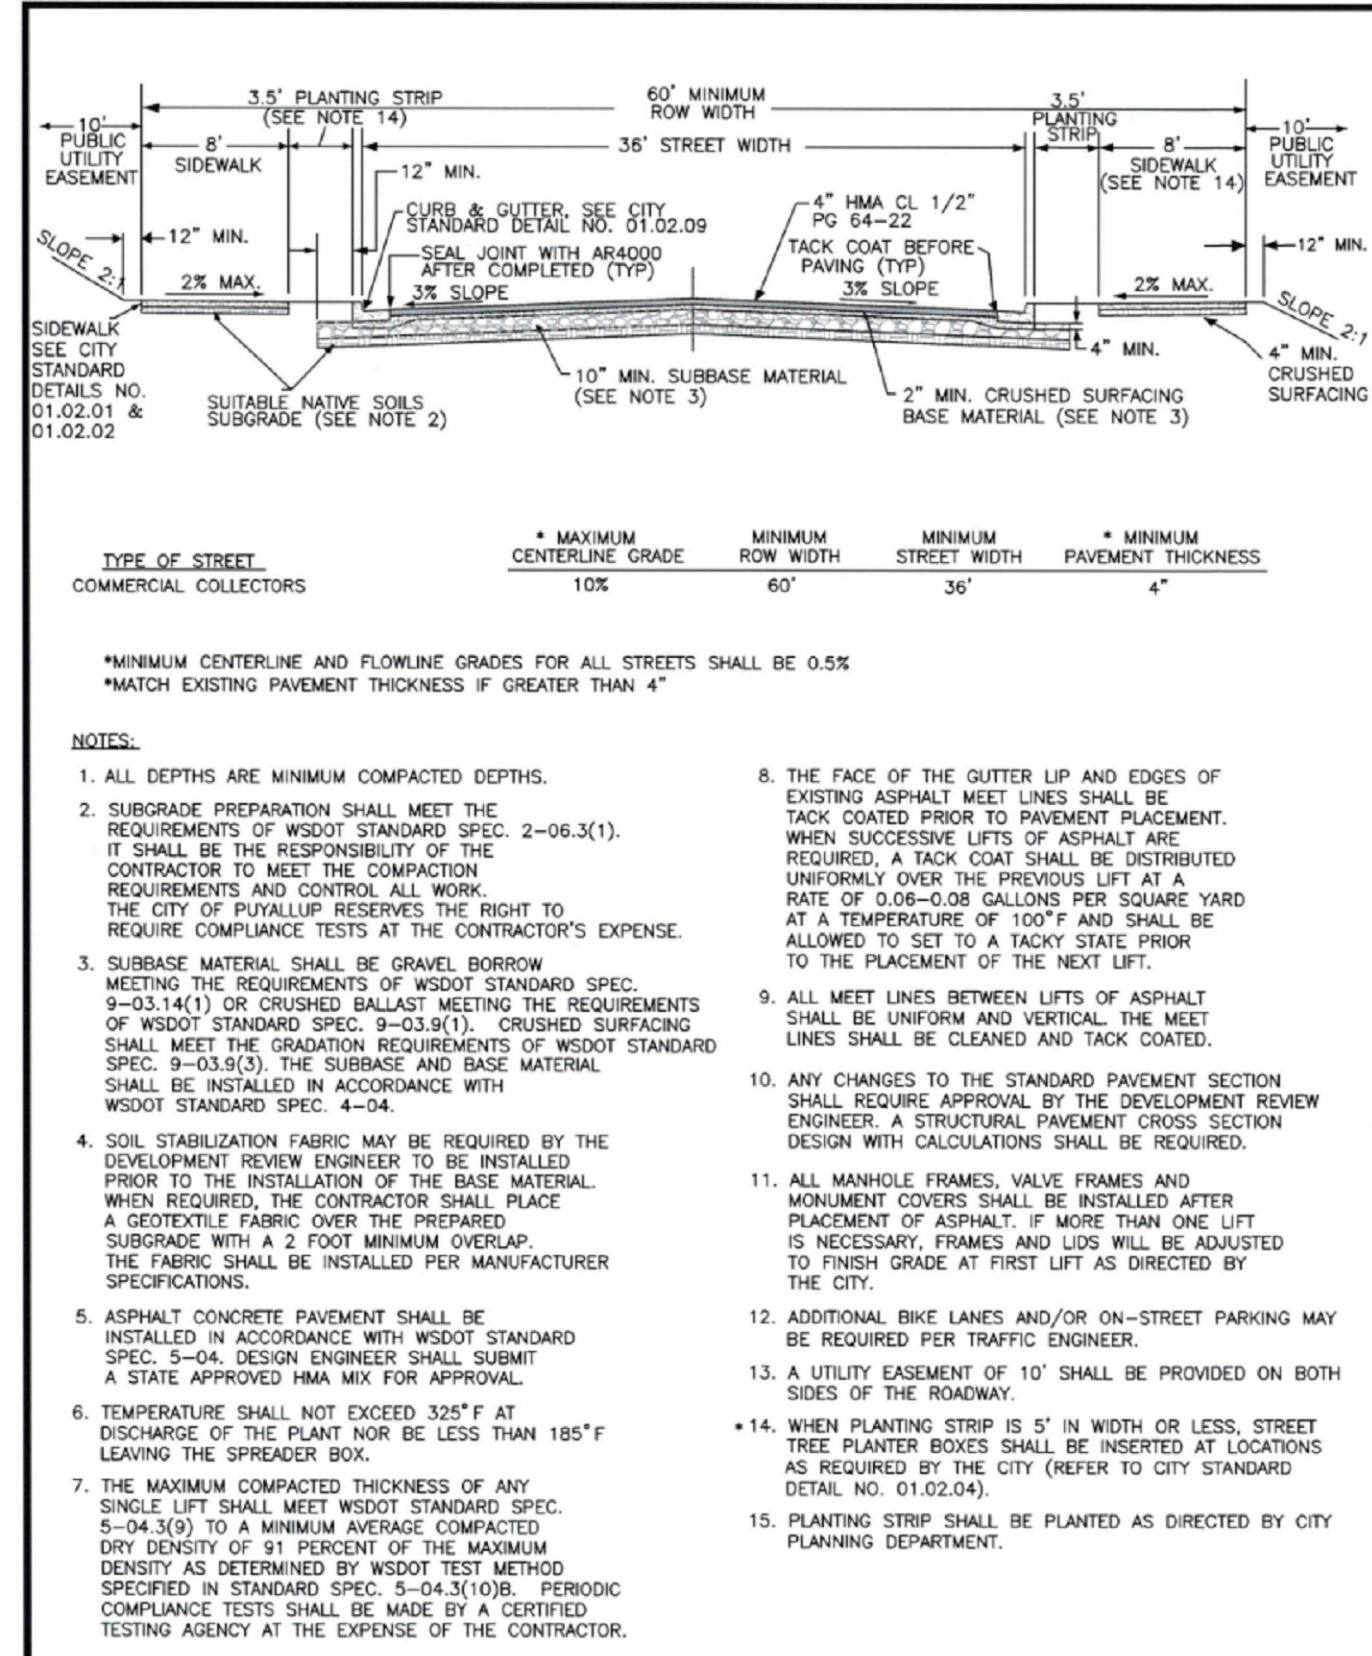 3.5' PLANTING STRIP
(SEE NOTE 14)
60' MINIMUM
ROW WIDTH
3.5'
PLANTING
STRIP
10'
PUBLIC
UTILITY
EASEMENT
8'
SIDEWALK
36' STREET WIDTH
8'
SIDEWALK
(SEE NOTE 14)
10'
PUBLIC
UTILITY
EASEMENT
12" MIN.
CURB & GUTTER, SEE CITY
STANDARD DETAIL NO. 01.02.09
4" HMA CL 1/2"
PG 64-22
SLOPE 2:1
12" MIN.
SEAL JOINT WITH AR4000
AFTER COMPLETED (TYP)
TACK COAT BEFORE
PAVING (TYP)
12" MIN.
2% MAX.
3% SLOPE
3% SLOPE
2% MAX.
SLOPE 2:1
SIDEWALK
SEE CITY
STANDARD
DETAILS NO.
01.02.01 &
01.02.02
SUITABLE NATIVE SOILS
SUBGRADE (SEE NOTE 2)
10" MIN. SUBBASE MATERIAL
(SEE NOTE 3)
2" MIN. CRUSHED SURFACING
BASE MATERIAL (SEE NOTE 3)
4" MIN.
4" MIN.
CRUSHED
SURFACING
TYPE OF STREET
* MAXIMUM
CENTERLINE GRADE
MINIMUM
ROW WIDTH
MINIMUM
STREET WIDTH
* MINIMUM
PAVEMENT THICKNESS
COMMERCIAL COLLECTORS 10% 60' 36' 4"
*MINIMUM CENTERLINE AND FLOWLINE GRADES FOR ALL STREETS SHALL BE 0.5%
*MATCH EXISTING PAVEMENT THICKNESS IF GREATER THAN 4"
NOTES:
1. ALL DEPTHS ARE MINIMUM COMPACTED DEPTHS.
2. SUBGRADE PREPARATION SHALL MEET THE
REQUIREMENTS OF WSDOT STANDARD SPEC. 2-06.3(1).
IT SHALL BE THE RESPONSIBILITY OF THE
CONTRACTOR TO MEET THE COMPACTION
REQUIREMENTS AND CONTROL ALL WORK.
THE CITY OF PUYALLUP RESERVES THE RIGHT TO
REQUIRE COMPLIANCE TESTS AT THE CONTRACTOR'S EXPENSE.
3. SUBBASE MATERIAL SHALL BE GRAVEL BORROW
MEETING THE REQUIREMENTS OF WSDOT STANDARD SPEC.
9-03.14(1) OR CRUSHED BALLAST MEETING THE REQUIREMENTS
OF WSDOT STANDARD SPEC. 9-03.9(1). CRUSHED SURFACING
SHALL MEET THE GRADATION REQUIREMENTS OF WSDOT STANDARD
SPEC. 9-03.9(3). THE SUBBASE AND BASE MATERIAL
SHALL BE INSTALLED IN ACCORDANCE WITH
WSDOT STANDARD SPEC. 4-04.
4. SOIL STABILIZATION FABRIC MAY BE REQUIRED BY THE
DEVELOPMENT REVIEW ENGINEER TO BE INSTALLED
PRIOR TO THE INSTALLATION OF THE BASE MATERIAL.
WHEN REQUIRED, THE CONTRACTOR SHALL PLACE
A GEOTEXTILE FABRIC OVER THE PREPARED
SUBGRADE WITH A 2 FOOT MINIMUM OVERLAP.
THE FABRIC SHALL BE INSTALLED PER MANUFACTURER
SPECIFICATIONS.
5. ASPHALT CONCRETE PAVEMENT SHALL BE
INSTALLED IN ACCORDANCE WITH WSDOT STANDARD
SPEC. 5-04. DESIGN ENGINEER SHALL SUBMIT
A STATE APPROVED HMA MIX FOR APPROVAL.
6. TEMPERATURE SHALL NOT EXCEED 325°F AT
DISCHARGE OF THE PLANT NOR BE LESS THAN 185°F
LEAVING THE SPREADER BOX.
7. THE MAXIMUM COMPACTED THICKNESS OF ANY
SINGLE LIFT SHALL MEET WSDOT STANDARD SPEC.
5-04.3(9) TO A MINIMUM AVERAGE COMPACTED
DRY DENSITY OF 91 PERCENT OF THE MAXIMUM
DENSITY AS DETERMINED BY WSDOT TEST METHOD
SPECIFIED IN STANDARD SPEC. 5-04.3(10)B. PERIODIC
COMPLIANCE TESTS SHALL BE MADE BY A CERTIFIED
TESTING AGENCY AT THE EXPENSE OF THE CONTRACTOR.
8. THE FACE OF THE GUTTER LIP AND EDGES OF
EXISTING ASPHALT MEET LINES SHALL BE
TACK COATED PRIOR TO PAVEMENT PLACEMENT.
WHEN SUCCESSIVE LIFTS OF ASPHALT ARE
REQUIRED, A TACK COAT SHALL BE DISTRIBUTED
UNIFORMLY OVER THE PREVIOUS LIFT AT A
RATE OF 0.06-0.08 GALLONS PER SQUARE YARD
AT A TEMPERATURE OF 100°F AND SHALL BE
ALLOWED TO SET TO A TACKY STATE PRIOR
TO THE PLACEMENT OF THE NEXT LIFT.
9. ALL MEET LINES BETWEEN LIFTS OF ASPHALT
SHALL BE UNIFORM AND VERTICAL. THE MEET
LINES SHALL BE CLEANED AND TACK COATED.
10. ANY CHANGES TO THE STANDARD PAVEMENT SECTION
SHALL REQUIRE APPROVAL BY THE DEVELOPMENT REVIEW
ENGINEER. A STRUCTURAL PAVEMENT CROSS SECTION
DESIGN WITH CALCULATIONS SHALL BE REQUIRED.
11. ALL MANHOLE FRAMES, VALVE FRAMES AND
MONUMENT COVERS SHALL BE INSTALLED AFTER
PLACEMENT OF ASPHALT. IF MORE THAN ONE LIFT
IS NECESSARY, FRAMES AND LIDS WILL BE ADJUSTED
TO FINISH GRADE AT FIRST LIFT AS DIRECTED BY
THE CITY.
12. ADDITIONAL BIKE LANES AND/OR ON-STREET PARKING MAY
BE REQUIRED PER TRAFFIC ENGINEER.
13. A UTILITY EASEMENT OF 10' SHALL BE PROVIDED ON BOTH
SIDES OF THE ROADWAY.
*14. WHEN PLANTING STRIP IS 5' IN WIDTH OR LESS, STREET
TREE PLANTER BOXES SHALL BE INSERTED AT LOCATIONS
AS REQUIRED BY THE CITY (REFER TO CITY STANDARD
DETAIL NO. 01.02.04).
15. PLANTING STRIP SHALL BE PLANTED AS DIRECTED BY CITY
PLANNING DEPARTMENT.